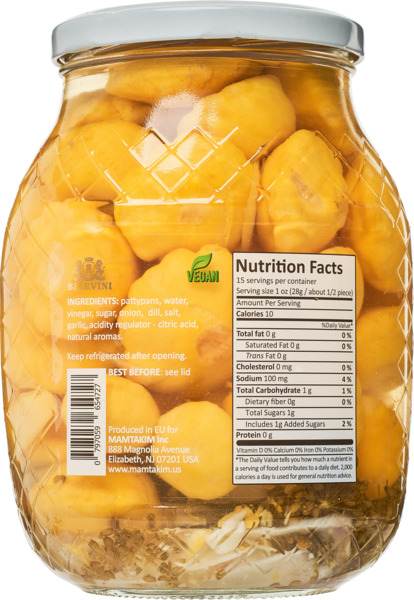 BELEVINI
VEGAN
INGREDIENTS: pattypans, water,
vinegar, sugar, onion, dill, salt,
garlic, acidity regulator - citric acid,
natural aromas.
Keep refrigerated after opening.
BEST BEFORE: see lid
0 797059 654727
Produced in EU for
MAMTAKIM Inc
888 Magnolia Avenue
Elizabeth, NJ 07201 USA
www.mamtakim.us
Nutrition Facts
15 servings per container
Serving size 1 oz (28g / about 1/2 piece)
Amount Per Serving
Calories 10
%Daily Value*
Total fat 0 g 0 %
Saturated Fat 0 g 0 %
Trans Fat 0 g
Cholesterol 0 mg 0 %
Sodium 100 mg 4 %
Total Carbohydrate 1 g 1 %
Dietary fiber 0g 0 %
Total Sugars 1g
Includes 1g Added Sugars 2 %
Protein 0 g
Vitamin D 0% Calcium 0% Iron 0% Potassium 0%
*The Daily Value tells you how much a nutrient in
a serving of food contributes to a daily diet. 2,000
calories a day is used for general nutrition advice.